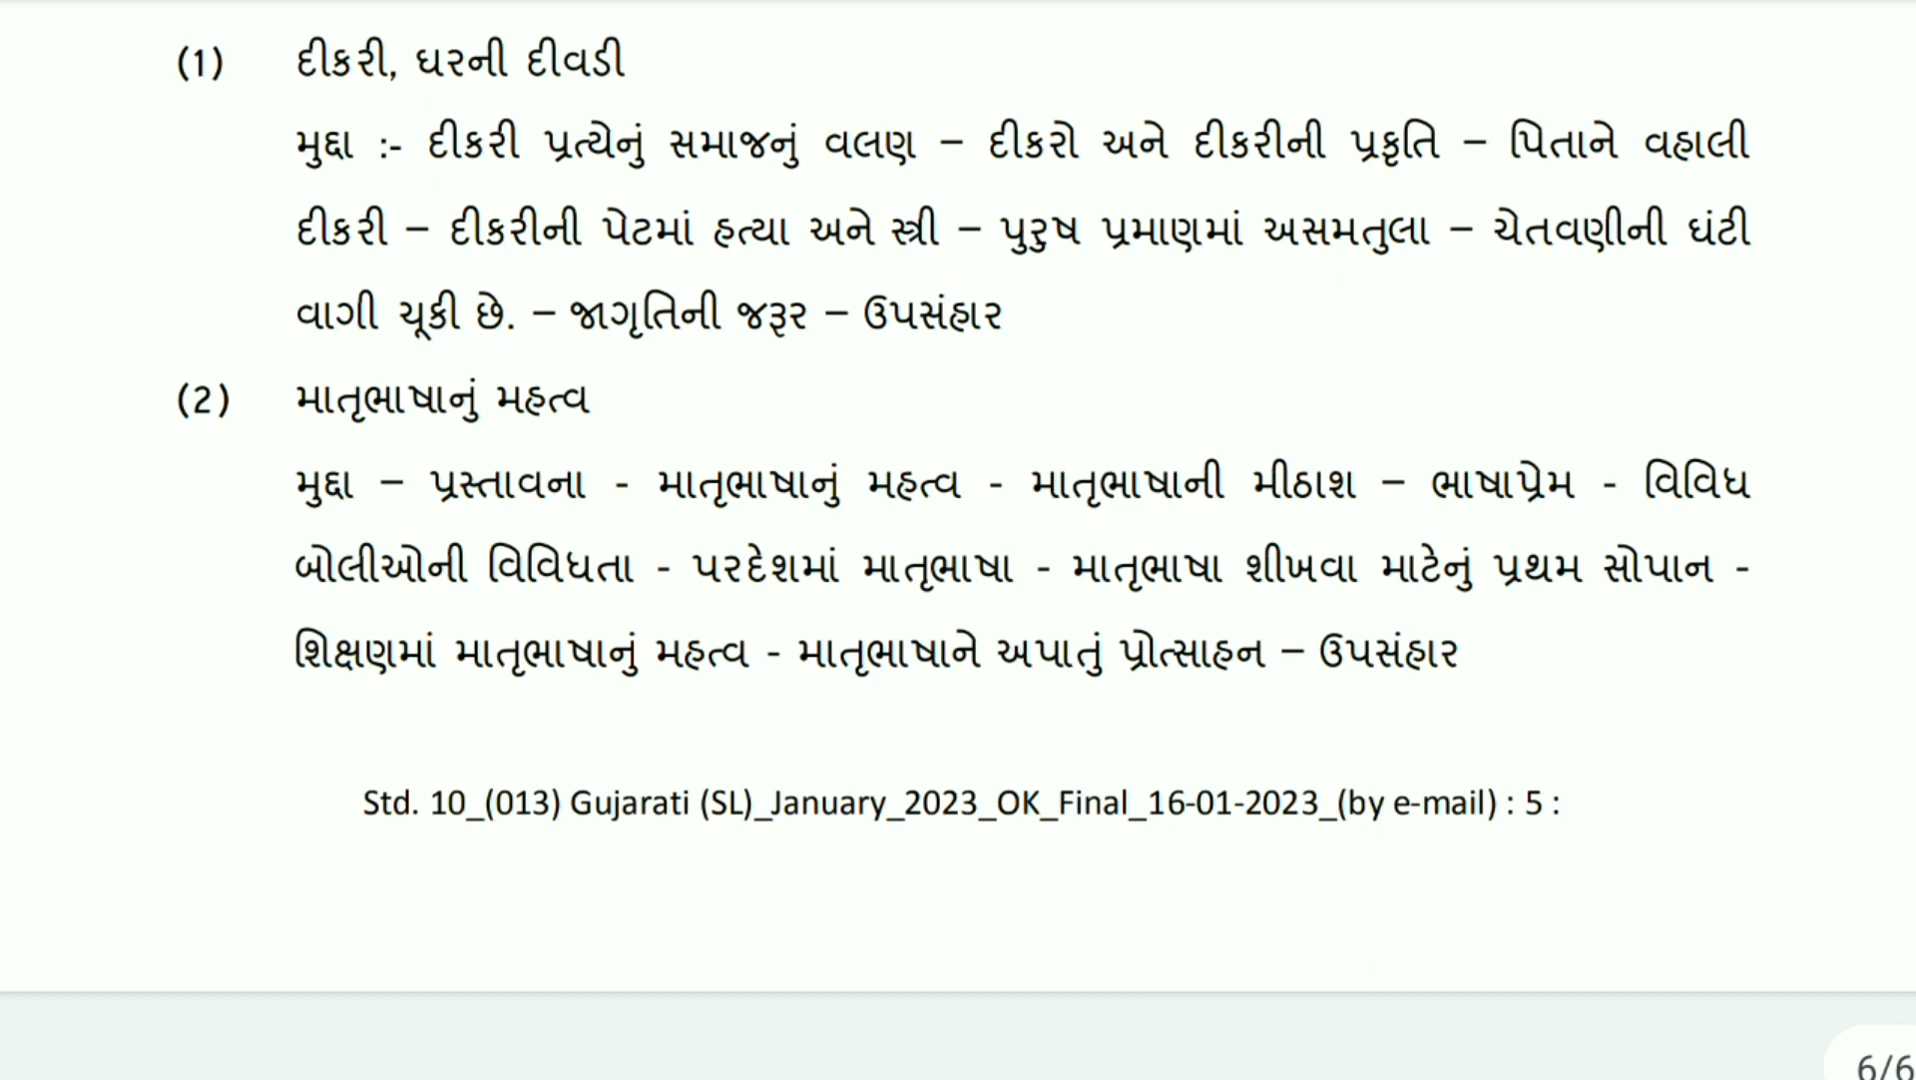 (1) દીકરી, ઘરની દીવડી
મુદ્દા :- દીકરી પ્રત્યેનું સમાજનું વલણ – દીકરો અને દીકરીની પ્રકૃતિ – પિતાને વહાલી
દીકરી – દીકરીની પેટમાં હત્યા અને સ્ત્રી – પુરુષ પ્રમાણમાં અસમતુલા – ચેતવણીની ઘંટી
વાગી ચૂકી છે. – જાગૃતિની જરૂર – ઉપસંહાર
(2) માતૃભાષાનું મહત્વ
મુદ્દા – પ્રસ્તાવના - માતૃભાષાનું મહત્વ - માતૃભાષાની મીઠાશ – ભાષાપ્રેમ - વિવિધ
બોલીઓની વિવિધતા - પરદેશમાં માતૃભાષા - માતૃભાષા શીખવા માટેનું પ્રથમ સોપાન -
શિક્ષણમાં માતૃભાષાનું મહત્વ - માતૃભાષાને અપાતું પ્રોત્સાહન – ઉપસંહાર
Std. 10_(013) Gujarati (SL)_January_2023_OK_Final_16-01-2023_(by e-mail) : 5 :
6/6